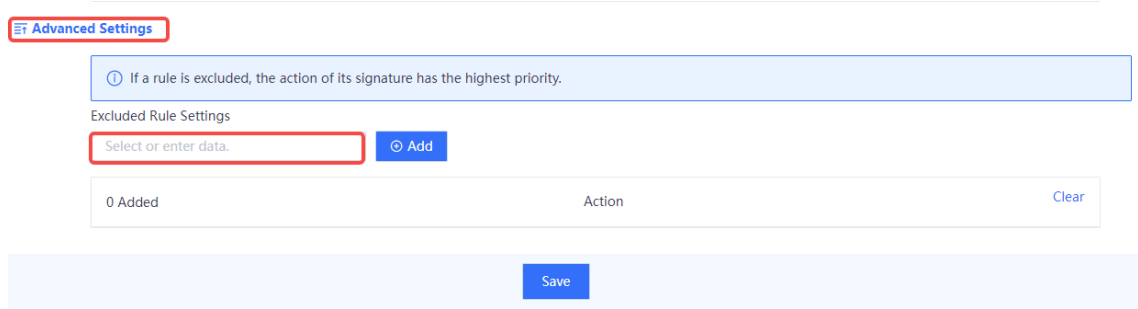 Advanced Settings
If a rule is excluded, the action of its signature has the highest priority.
Excluded Rule Settings
Select or enter data.
Add
0 Added Action Clear
Save